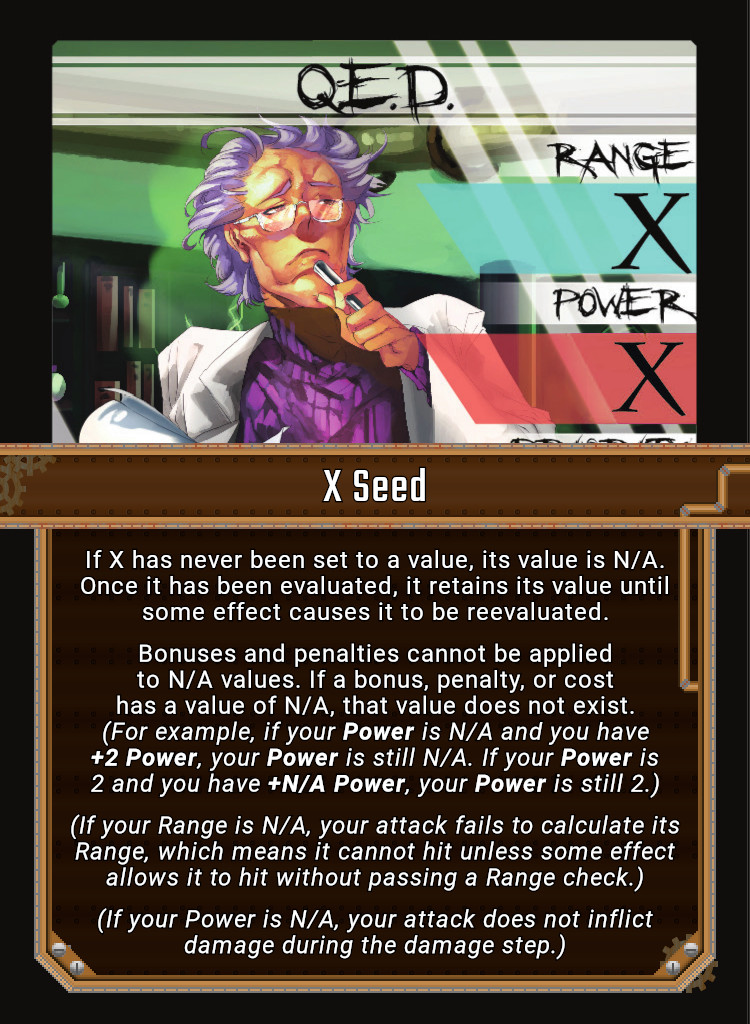 Q.E.D.
RANGE
X
POWER
X
X Seed
If X has never been set to a value, its value is N/A.
Once it has been evaluated, it retains its value until
some effect causes it to be reevaluated.
Bonuses and penalties cannot be applied
to N/A values. If a bonus, penalty, or cost
has a value of N/A, that value does not exist.
(For example, if your Power is N/A and you have
+2 Power, your Power is still N/A. If your Power is
2 and you have +N/A Power, your Power is still 2.)
(If your Range is N/A, your attack fails to calculate its
Range, which means it cannot hit unless some effect
allows it to hit without passing a Range check.)
(If your Power is N/A, your attack does not inflict
damage during the damage step.)